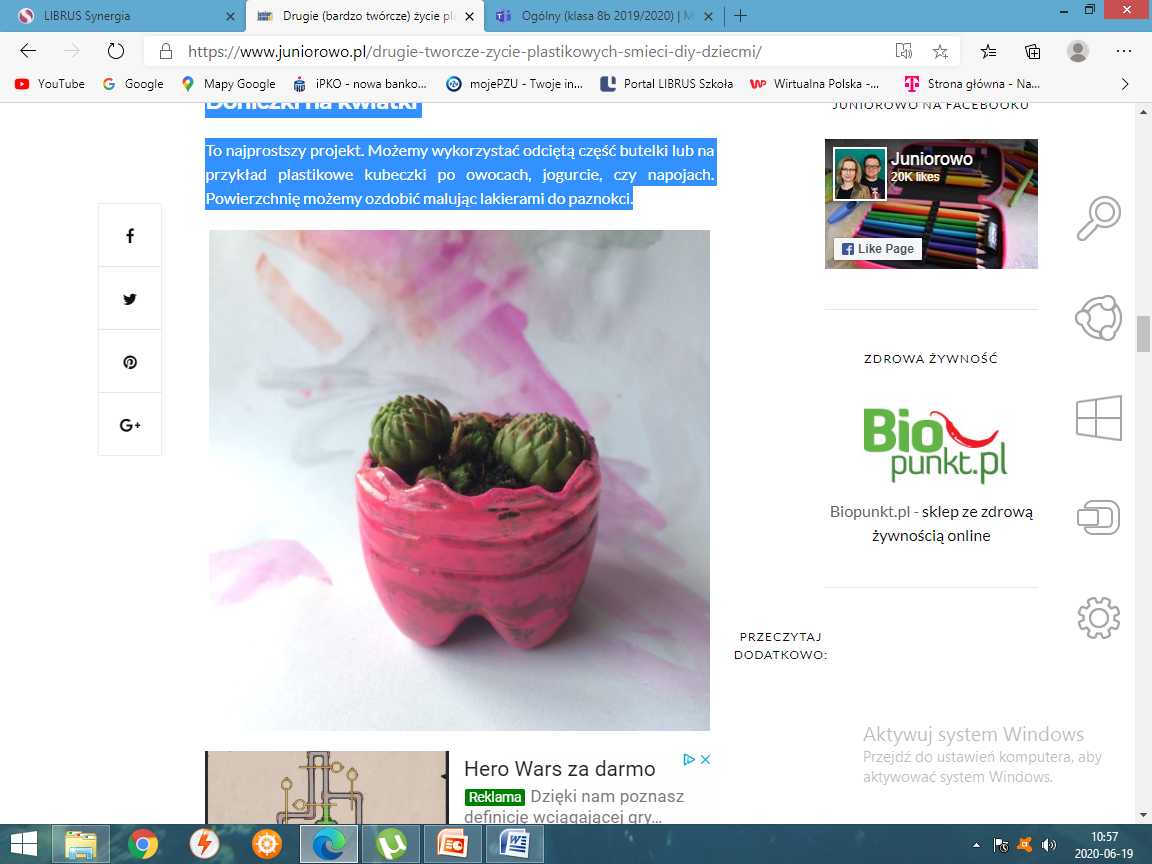 LIBRUS Synergia
Drugie (bardzo twórcze) życie pla
Ogólny (klasa 8b 2019/2020) | M
https://www.juniorowo.pl/drugie-tworcze-zycie-plastikowych-smieci-diy-dziecmi/
YouTube
Google
Mapy Google
iPKO - nowa banko...
mojePZU - Twoje in...
Portal LIBRUS Szkoła
Wirtualna Polska -...
Strona główna - Na...
Doniczki na kwiatki
To najprostszy projekt. Możemy wykorzystać odciętą część butelki lub na
przykład plastikowe kubeczki po owocach, jogurcie, czy napojach.
Powierzchnię możemy ozdobić malując lakierami do paznokci.
G+
JUNIOROWO NA FACEBOOKU
Juniorowo
20K likes
Like Page
ZDROWA ŻYWNOŚĆ
Bio
punkt.pl
Biopunkt.pl - sklep ze zdrową
żywnością online
PRZECZYTAJ
DODATKOWO:
Hero Wars za darmo
Reklama Dzięki nam poznasz
definicję wciągającej gry...
Aktywuj system Windows
Przejdź do ustawień komputera, aby
aktywować system Windows.
10:57
2020-06-19